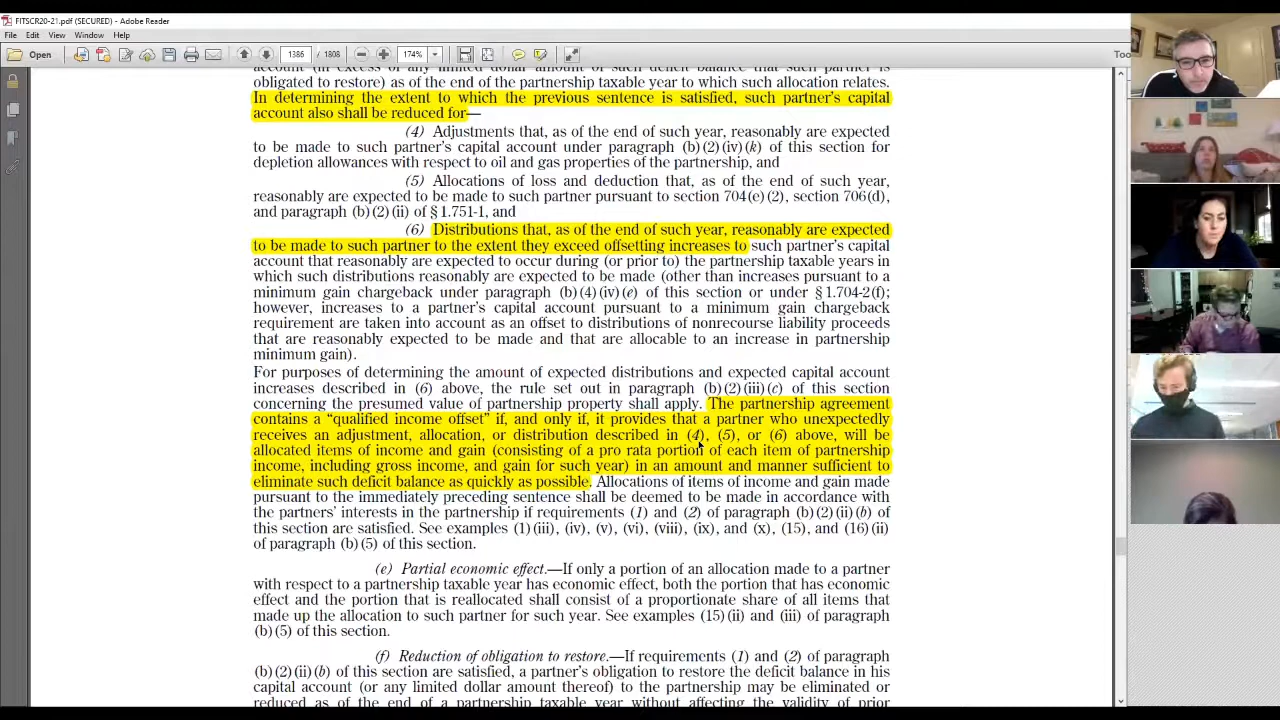 FITSCR20-21.pdf (SECURED) - Adobe Reader
File Edit View Window Help
Open 1386 / 1808 174% Too
obligated to restore) as of the end of the partnership taxable year to which such allocation relates.
In determining the extent to which the previous sentence is satisfied, such partner's capital
account also shall be reduced for—
(4) Adjustments that, as of the end of such year, reasonably are expected
to be made to such partner's capital account under paragraph (b)(2)(iv)(k) of this section for
depletion allowances with respect to oil and gas properties of the partnership, and
(5) Allocations of loss and deduction that, as of the end of such year,
reasonably are expected to be made to such partner pursuant to section 704(e)(2), section 706(d),
and paragraph (b)(2)(ii) of § 1.751-1, and
(6) Distributions that, as of the end of such year, reasonably are expected
to be made to such partner to the extent they exceed offsetting increases to such partner's capital
account that reasonably are expected to occur during (or prior to) the partnership taxable years in
which such distributions reasonably are expected to be made (other than increases pursuant to a
minimum gain chargeback under paragraph (b)(4)(iv)(e) of this section or under § 1.704-2(f);
however, increases to a partner's capital account pursuant to a minimum gain chargeback
requirement are taken into account as an offset to distributions of nonrecourse liability proceeds
that are reasonably expected to be made and that are allocable to an increase in partnership
minimum gain).
For purposes of determining the amount of expected distributions and expected capital account
increases described in (6) above, the rule set out in paragraph (b)(2)(iii)(c) of this section
concerning the presumed value of partnership property shall apply. The partnership agreement
contains a “qualified income offset” if, and only if, it provides that a partner who unexpectedly
receives an adjustment, allocation, or distribution described in (4), (5), or (6) above, will be
allocated items of income and gain (consisting of a pro rata portion of each item of partnership
income, including gross income, and gain for such year) in an amount and manner sufficient to
eliminate such deficit balance as quickly as possible. Allocations of items of income and gain made
pursuant to the immediately preceding sentence shall be deemed to be made in accordance with
the partners' interests in the partnership if requirements (1) and (2) of paragraph (b)(2)(ii)(b) of
this section are satisfied. See examples (1)(iii), (iv), (v), (vi), (viii), (ix), and (x), (15), and (16)(ii)
of paragraph (b)(5) of this section.
(e) Partial economic effect.—If only a portion of an allocation made to a partner
with respect to a partnership taxable year has economic effect, both the portion that has economic
effect and the portion that is reallocated shall consist of a proportionate share of all items that
made up the allocation to such partner for such year. See examples (15)(ii) and (iii) of paragraph
(b)(5) of this section.
(f) Reduction of obligation to restore.—If requirements (1) and (2) of paragraph
(b)(2)(ii)(b) of this section are satisfied, a partner's obligation to restore the deficit balance in his
capital account (or any limited dollar amount thereof) to the partnership may be eliminated or
reduced as of the end of a partnership taxable year without affecting the validity of prior